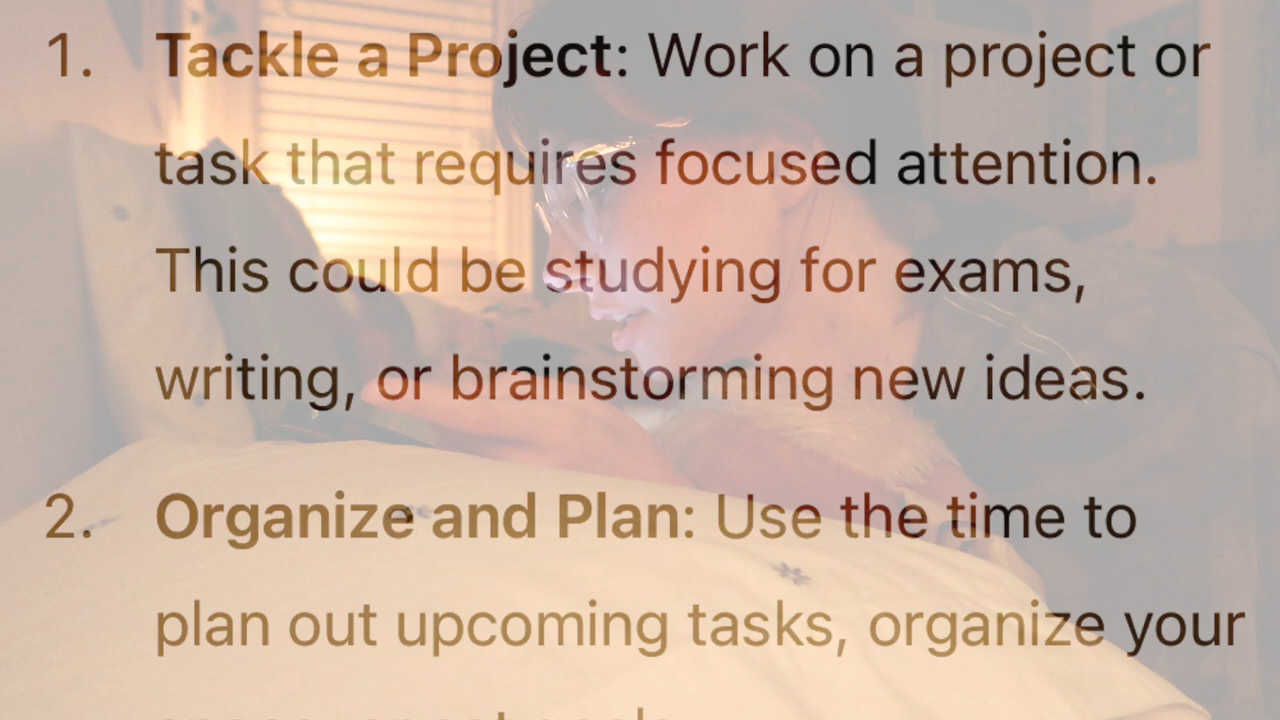 1. Tackle a Project: Work on a project or
task that requires focused attention.
This could be studying for exams,
writing, or brainstorming new ideas.
2. Organize and Plan: Use the time to
plan out upcoming tasks, organize your